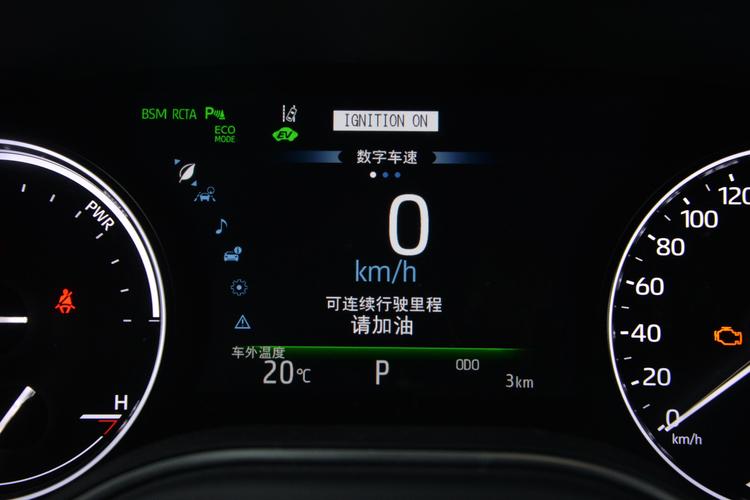 BSM RCTA P
ECO
MODE
EV
IGNITION ON
数字车速
0
km/h
可连续行驶里程
请加油
车外温度
20℃
P
ODO
3km
PWR
H
120
100
80
60
40
20
0
km/h